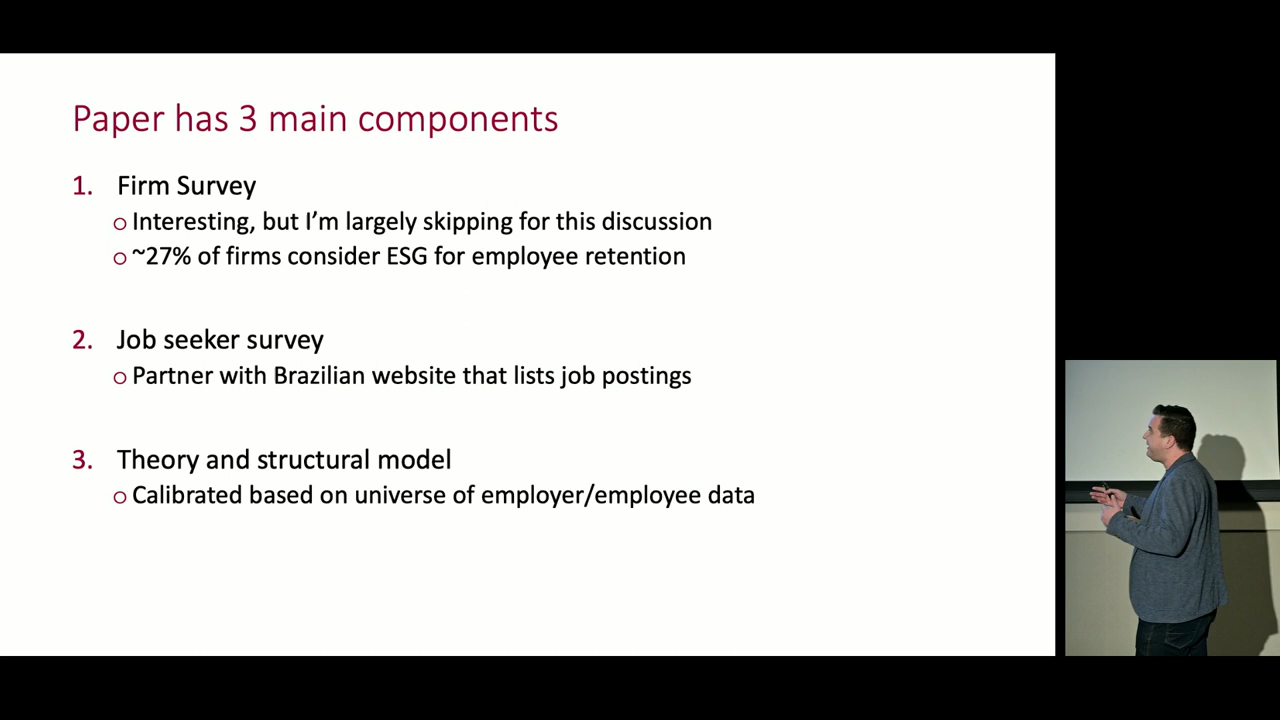 Paper has 3 main components
1. Firm Survey
o Interesting, but I'm largely skipping for this discussion
o ~27% of firms consider ESG for employee retention
2. Job seeker survey
o Partner with Brazilian website that lists job postings
3. Theory and structural model
o Calibrated based on universe of employer/employee data